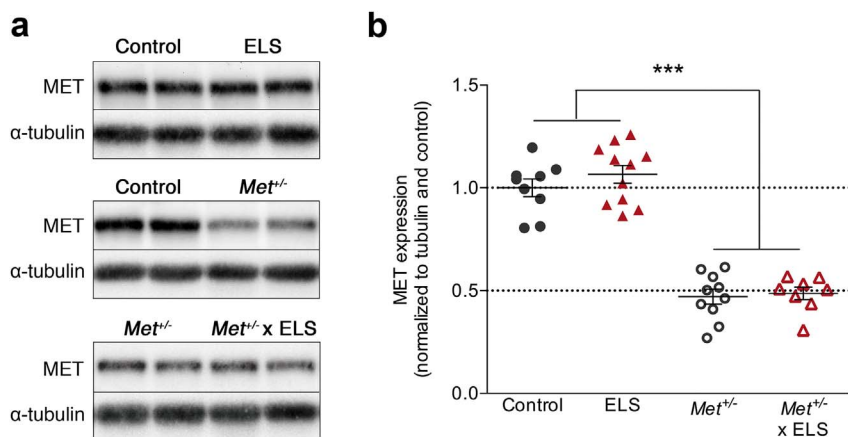 a
Control ELS
MET
α-tubulin
Control Met+/-
MET
α-tubulin
Met+/- Met+/- x ELS
MET
α-tubulin
b
***
MET expression
(normalized to tubulin and control)
1.5
1.0
0.5
0.0
Control ELS Met+/- Met+/-
x ELS